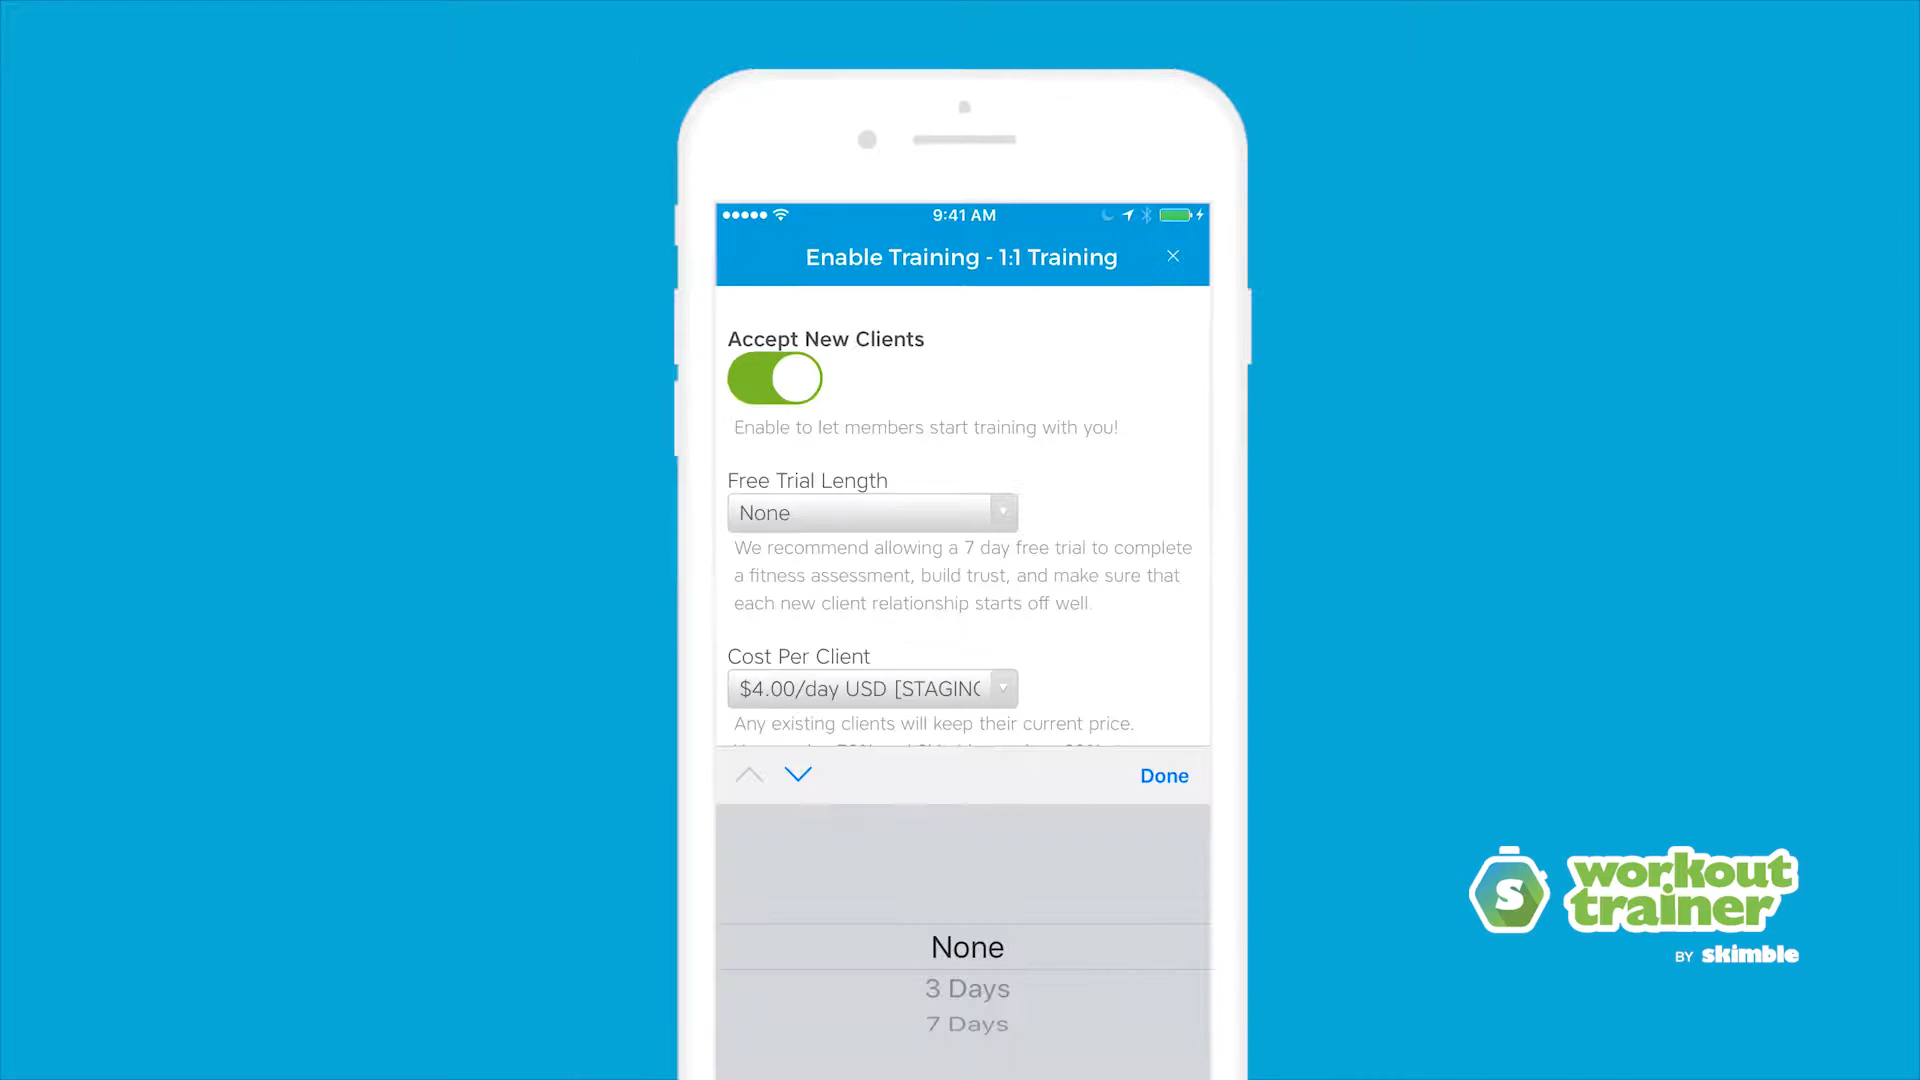 9:41 AM
Enable Training - 1:1 Training
Accept New Clients
Enable to let members start training with you!
Free Trial Length
None
We recommend allowing a 7 day free trial to complete
a fitness assessment, build trust, and make sure that
each new client relationship starts off well.
Cost Per Client
$4.00/day USD [STAGING
Any existing clients will keep their current price.
Done
None
3 Days
7 Days
S
workout
trainer
BY skimble